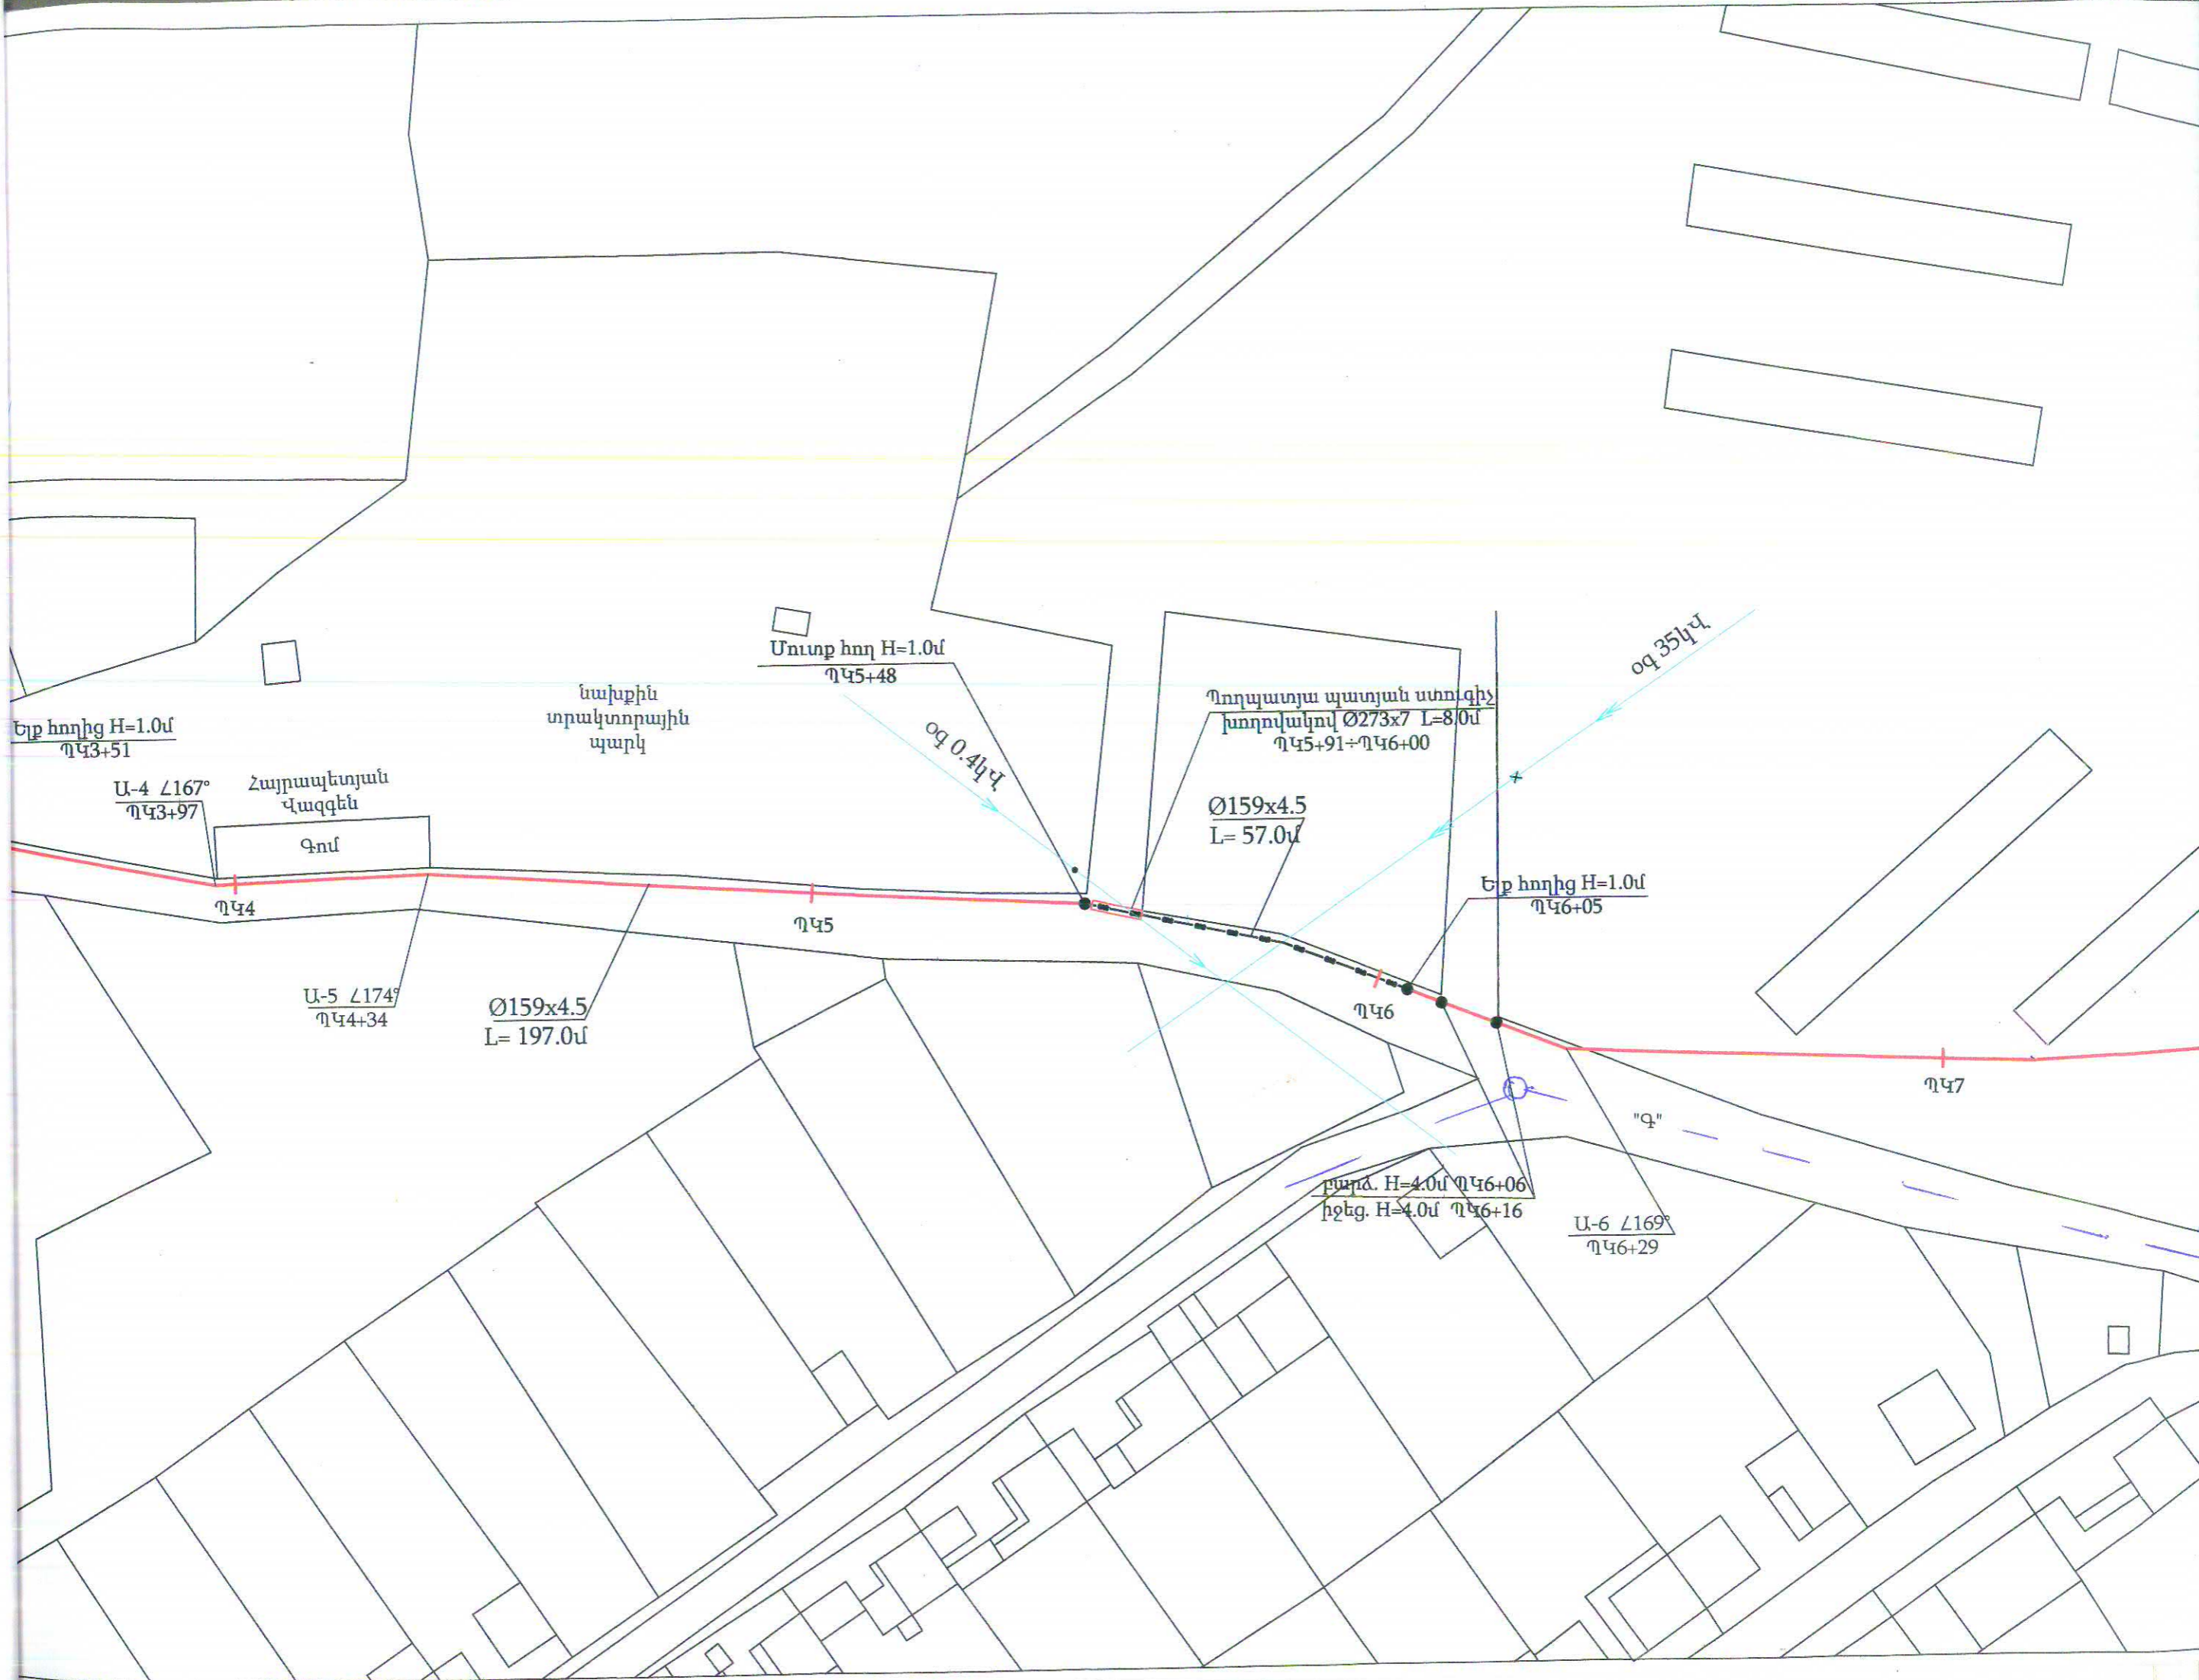 Մուտք հող H=1.0մ
ՊԿ5+48
օգ 35կՎ
նախքին
տրակտորային
պարկ
Պողպատյա պատյան ստուգիչ
խողովակով Ø273x7 L=8.0մ
ՊԿ5+91÷ՊԿ6+00
Ելք հողից H=1.0մ
ՊԿ3+51
օգ 0.4կՎ
Ա-4 ∠167°
ՊԿ3+97
Հայրապետյան
Վազգեն
Գոմ
Ø159x4.5
L= 57.0մ
Ելք հողից H=1.0մ
ՊԿ6+05
ՊԿ4
ՊԿ5
Ա-5 ∠174°
ՊԿ4+34
Ø159x4.5
L= 197.0մ
ՊԿ6
ՊԿ7
"Գ"
բարձ. H=4.0մ ՊԿ6+06
իջեց. H=4.0մ ՊԿ6+16
Ա-6 ∠169°
ՊԿ6+29